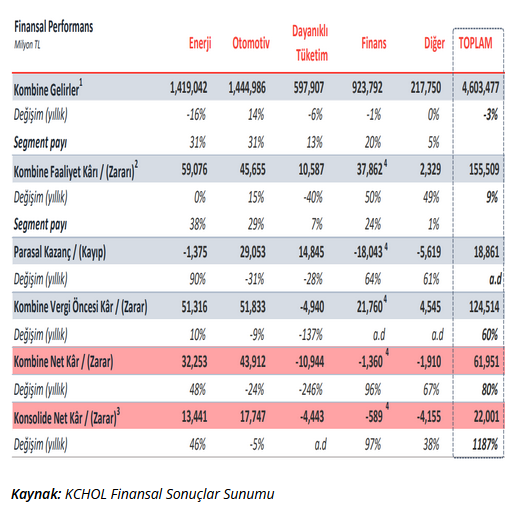 Finansal Performans
Milyon TL
Enerji Otomotiv Dayanıklı Tüketim Finans Diğer TOPLAM
Kombine Gelirler1 1,419,042 1,444,986 597,907 923,792 217,750 4,603,477
Değişim (yıllık) -16% 14% -6% -1% 0% -3%
Segment payı 31% 31% 13% 20% 5%
Kombine Faaliyet Kârı / (Zararı)2 59,076 45,655 10,587 37,862 4 2,329 155,509
Değişim (yıllık) 0% 15% -40% 50% 49% 9%
Segment payı 38% 29% 7% 24% 1%
Parasal Kazanç / (Kayıp) -1,375 29,053 14,845 -18,043 4 -5,619 18,861
Değişim (yıllık) 90% -31% -28% 64% 61% a.d
Kombine Vergi Öncesi Kâr / (Zarar) 51,316 51,833 -4,940 21,760 4 4,545 124,514
Değişim (yıllık) 10% -9% -137% a.d a.d 60%
Kombine Net Kâr / (Zarar) 32,253 43,912 -10,944 -1,360 4 -1,910 61,951
Değişim (yıllık) 48% -24% -246% 96% 67% 80%
Konsolide Net Kâr / (Zarar)3 13,441 17,747 -4,443 -589 4 -4,155 22,001
Değişim (yıllık) 46% -5% a.d 97% 38% 1187%
Kaynak: KCHOL Finansal Sonuçlar Sunumu